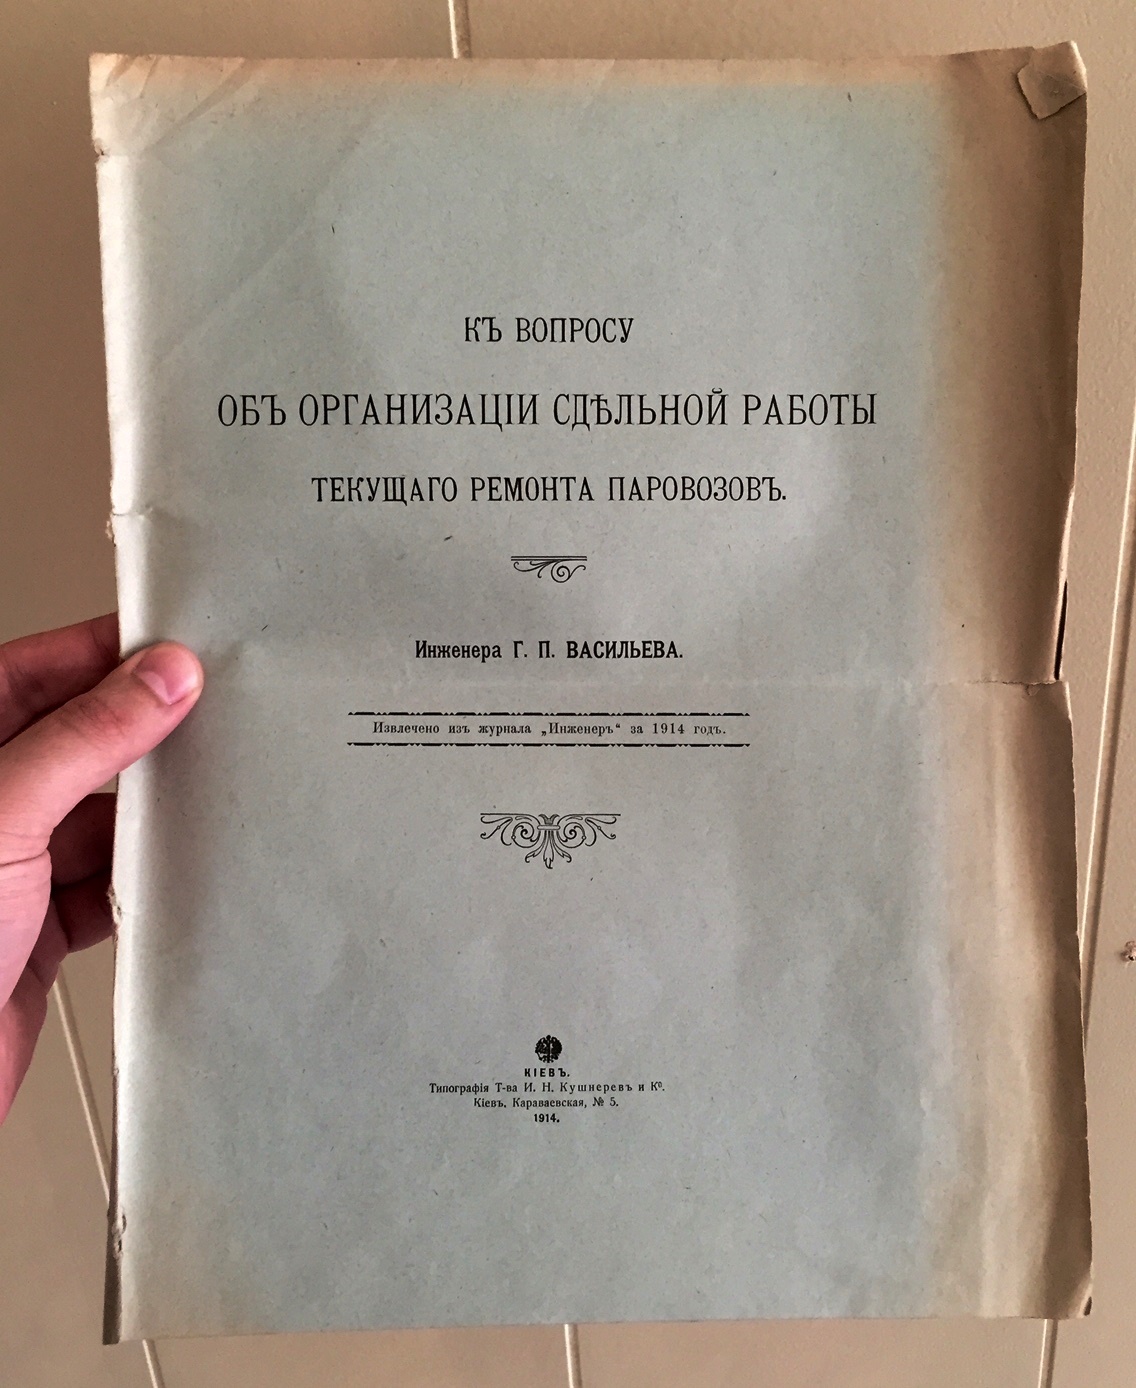 КЪ ВОПРОСУ
ОБЪ ОРГАНИЗАЦІИ СДѢЛЬНОЙ РАБОТЫ
ТЕКУЩАГО РЕМОНТА ПАРОВОЗОВЪ.
Инженера Г. П. ВАСИЛЬЕВА.
Извлечено изъ журнала „Инженеръ“ за 1914 годъ.
КІЕВЪ.
Типографія Т-ва И. Н. Кушнеревъ и Кº.
Кіевъ, Караваевская, № 5.
1914.